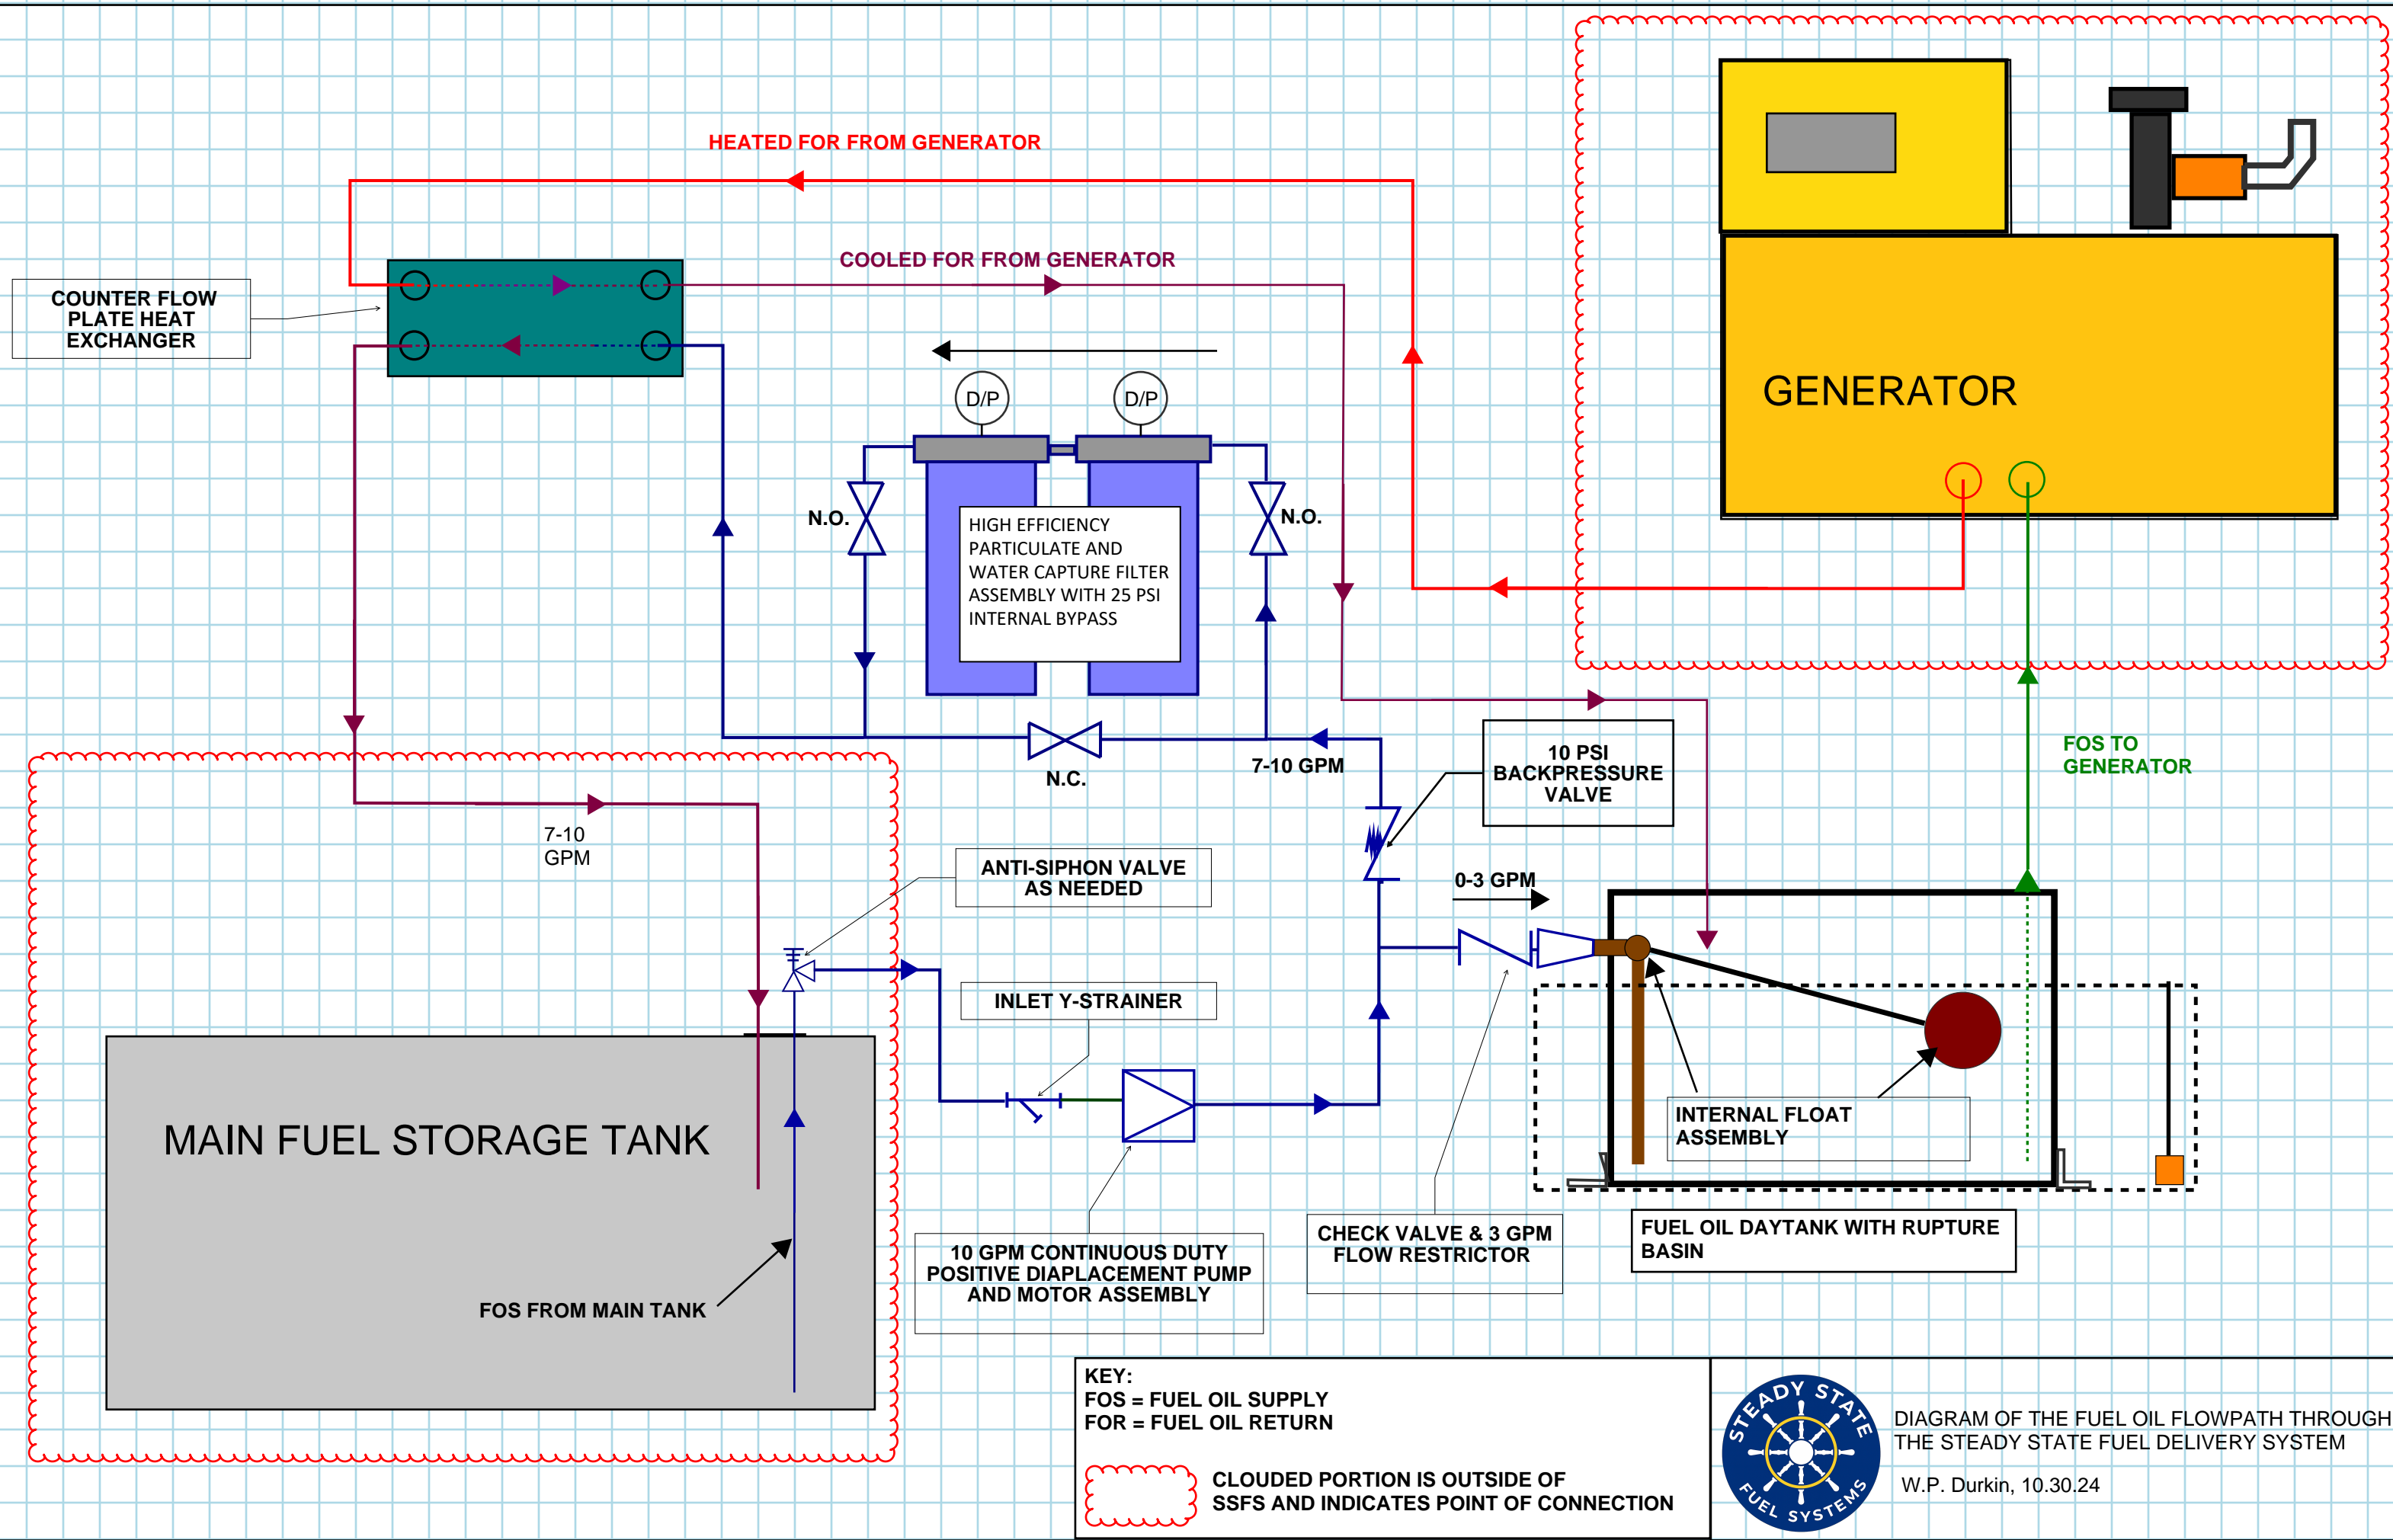 HEATED FOR FROM GENERATOR
COOLED FOR FROM GENERATOR
COUNTER FLOW
PLATE HEAT
EXCHANGER
D/P
D/P
GENERATOR
N.O.
N.O.
HIGH EFFICIENCY
PARTICULATE AND
WATER CAPTURE FILTER
ASSEMBLY WITH 25 PSI
INTERNAL BYPASS
N.C.
7-10 GPM
10 PSI
BACKPRESSURE
VALVE
FOS TO
GENERATOR
7-10
GPM
ANTI-SIPHON VALVE
AS NEEDED
0-3 GPM
INLET Y-STRAINER
MAIN FUEL STORAGE TANK
INTERNAL FLOAT
ASSEMBLY
FOS FROM MAIN TANK
10 GPM CONTINUOUS DUTY
POSITIVE DIAPLACEMENT PUMP
AND MOTOR ASSEMBLY
CHECK VALVE & 3 GPM
FLOW RESTRICTOR
FUEL OIL DAYTANK WITH RUPTURE
BASIN
KEY:
FOS = FUEL OIL SUPPLY
FOR = FUEL OIL RETURN
CLOUDED PORTION IS OUTSIDE OF
SSFS AND INDICATES POINT OF CONNECTION
STEADY STATE
FUEL SYSTEMS
DIAGRAM OF THE FUEL OIL FLOWPATH THROUGH
THE STEADY STATE FUEL DELIVERY SYSTEM
W.P. Durkin, 10.30.24